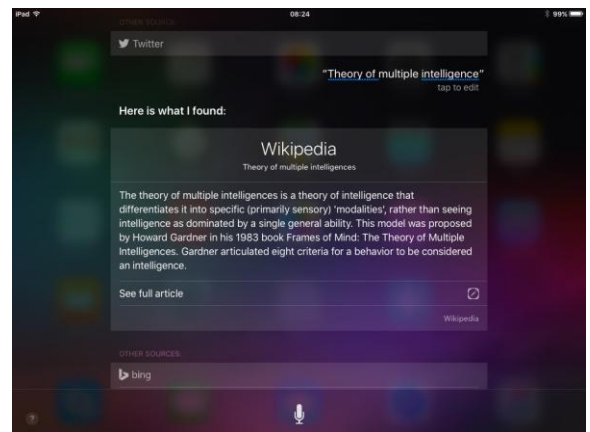 iPad 08:24 99%
OTHER SOURCES
Twitter
"Theory of multiple intelligence"
tap to edit
Here is what I found:
Wikipedia
Theory of multiple intelligences
The theory of multiple intelligences is a theory of intelligence that
differentiates it into specific (primarily sensory) 'modalities', rather than seeing
intelligence as dominated by a single general ability. This model was proposed
by Howard Gardner in his 1983 book Frames of Mind: The Theory of Multiple
Intelligences. Gardner articulated eight criteria for a behavior to be considered
an intelligence.
See full article
Wikipedia
OTHER SOURCES
bing
?